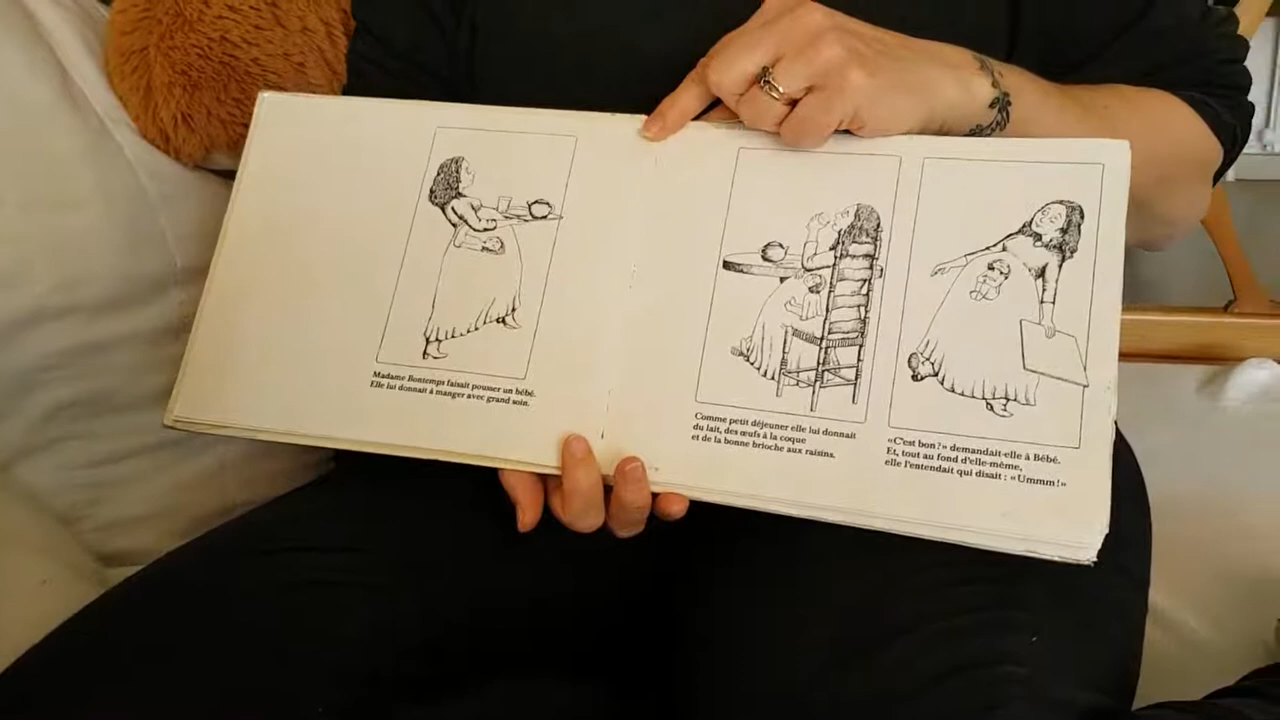 Madame Bontemps faisait pousser un bébé.
Elle lui donnait à manger avec grand soin.
Comme petit déjeuner elle lui donnait
du lait, des œufs à la coque
et de la bonne brioche aux raisins.
«C'est bon?» demandait-elle à Bébé.
Et, tout au fond d'elle-même,
elle l'entendait qui disait : «Ummm!»